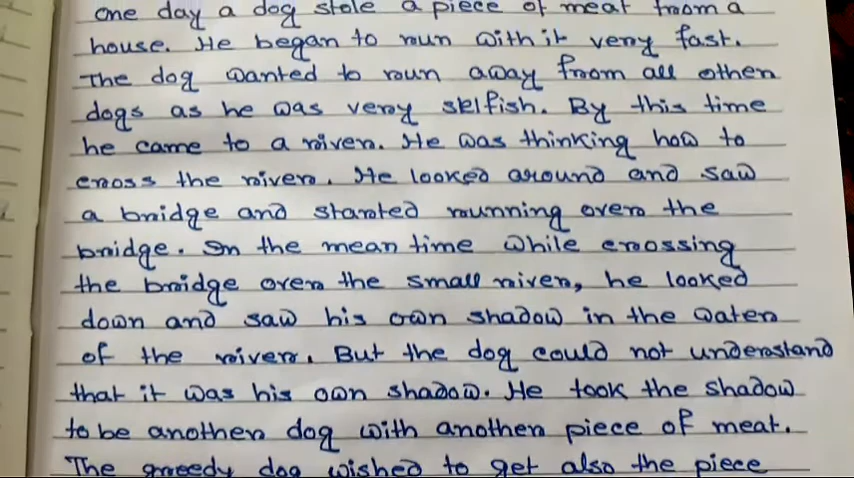 one day a dog stole a piece of meat from a
house. He began to run with it very fast.
The dog wanted to run away from all other
dogs as he was very selfish. By this time
he came to a river. He was thinking how to
cross the river. He looked around and saw
a bridge and started running over the
bridge. In the mean time while crossing
the bridge over the small river, he looked
down and saw his own shadow in the water
of the river. But the dog could not understand
that it was his own shadow. He took the shadow
to be another dog with another piece of meat.
The greedy dog wished to get also the piece